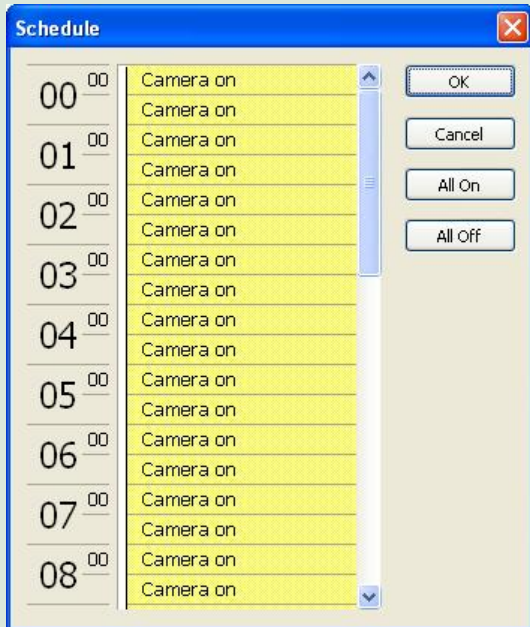 Schedule
00 00 Camera on OK
Camera on
01 00 Camera on Cancel
Camera on
02 00 Camera on All On
Camera on All Off
03 00 Camera on
Camera on
04 00 Camera on
Camera on
05 00 Camera on
Camera on
06 00 Camera on
Camera on
07 00 Camera on
Camera on
08 00 Camera on
Camera on